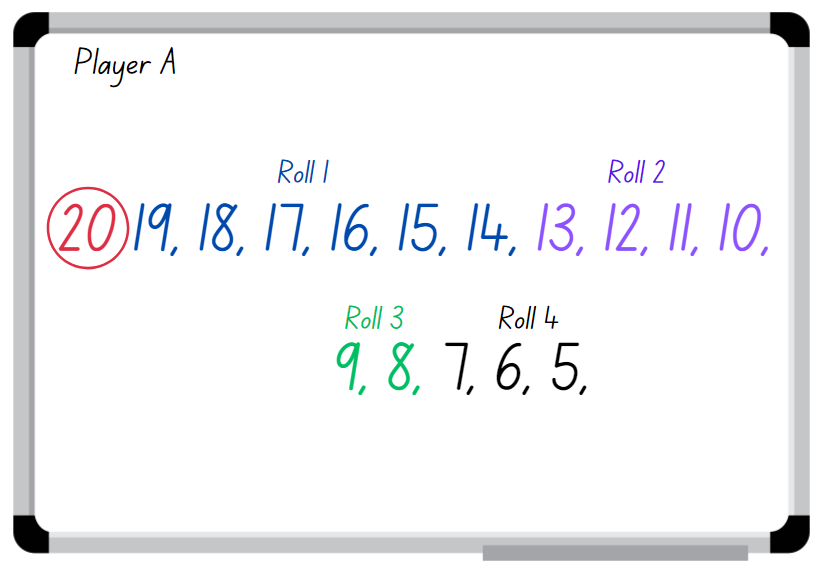 Player A
Roll 1 Roll 2
20 19, 18, 17, 16, 15, 14, 13, 12, 11, 10,
Roll 3 Roll 4
9, 8, 7, 6, 5,